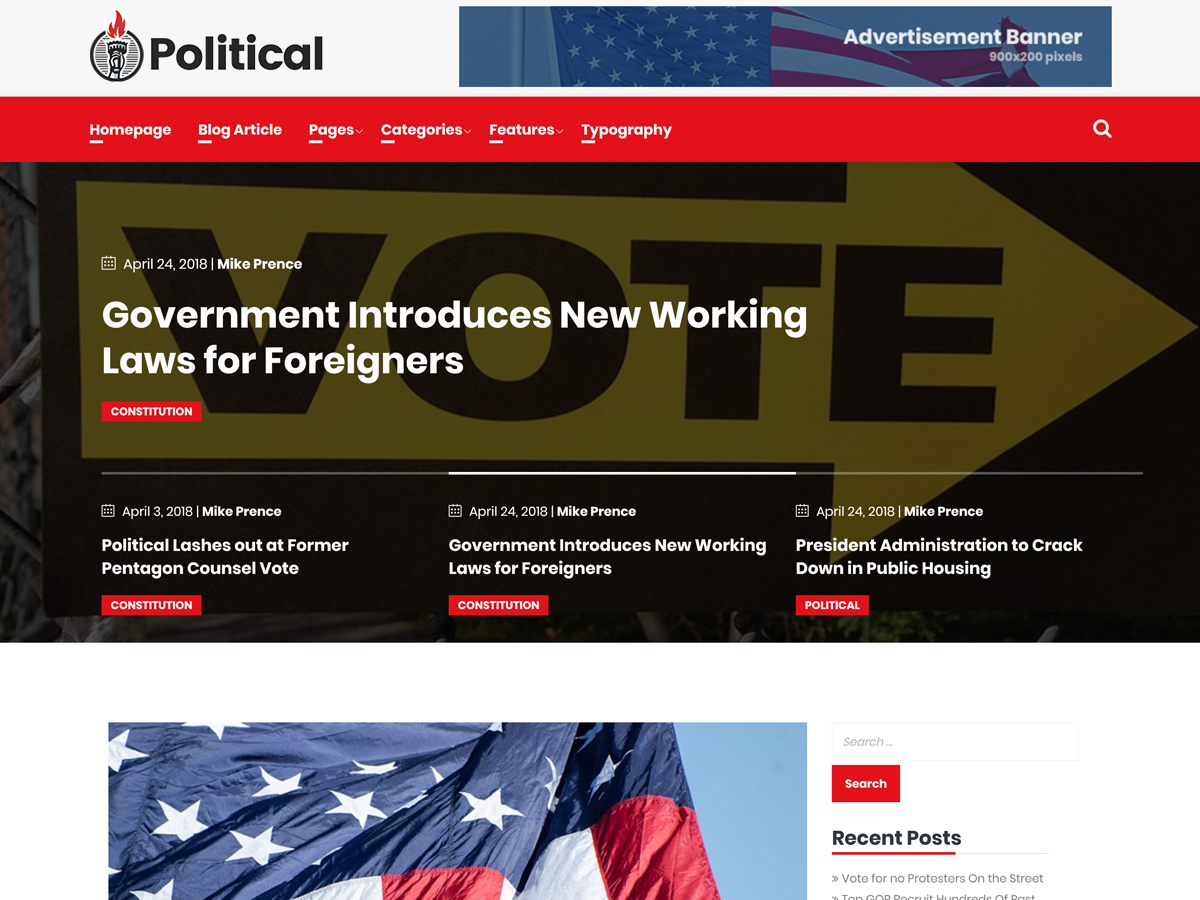 Political
Advertisement Banner
900x200 pixels
Homepage Blog Article Pages Categories Features Typography
VOTE
April 24, 2018 | Mike Prence
Government Introduces New Working
Laws for Foreigners
CONSTITUTION
April 3, 2018 | Mike Prence
Political Lashes out at Former
Pentagon Counsel Vote
CONSTITUTION
April 24, 2018 | Mike Prence
Government Introduces New Working
Laws for Foreigners
CONSTITUTION
April 24, 2018 | Mike Prence
President Administration to Crack
Down in Public Housing
POLITICAL
Search ...
Search
Recent Posts
» Vote for no Protesters On the Street
» Top GOP Recruit Hundreds Of Past